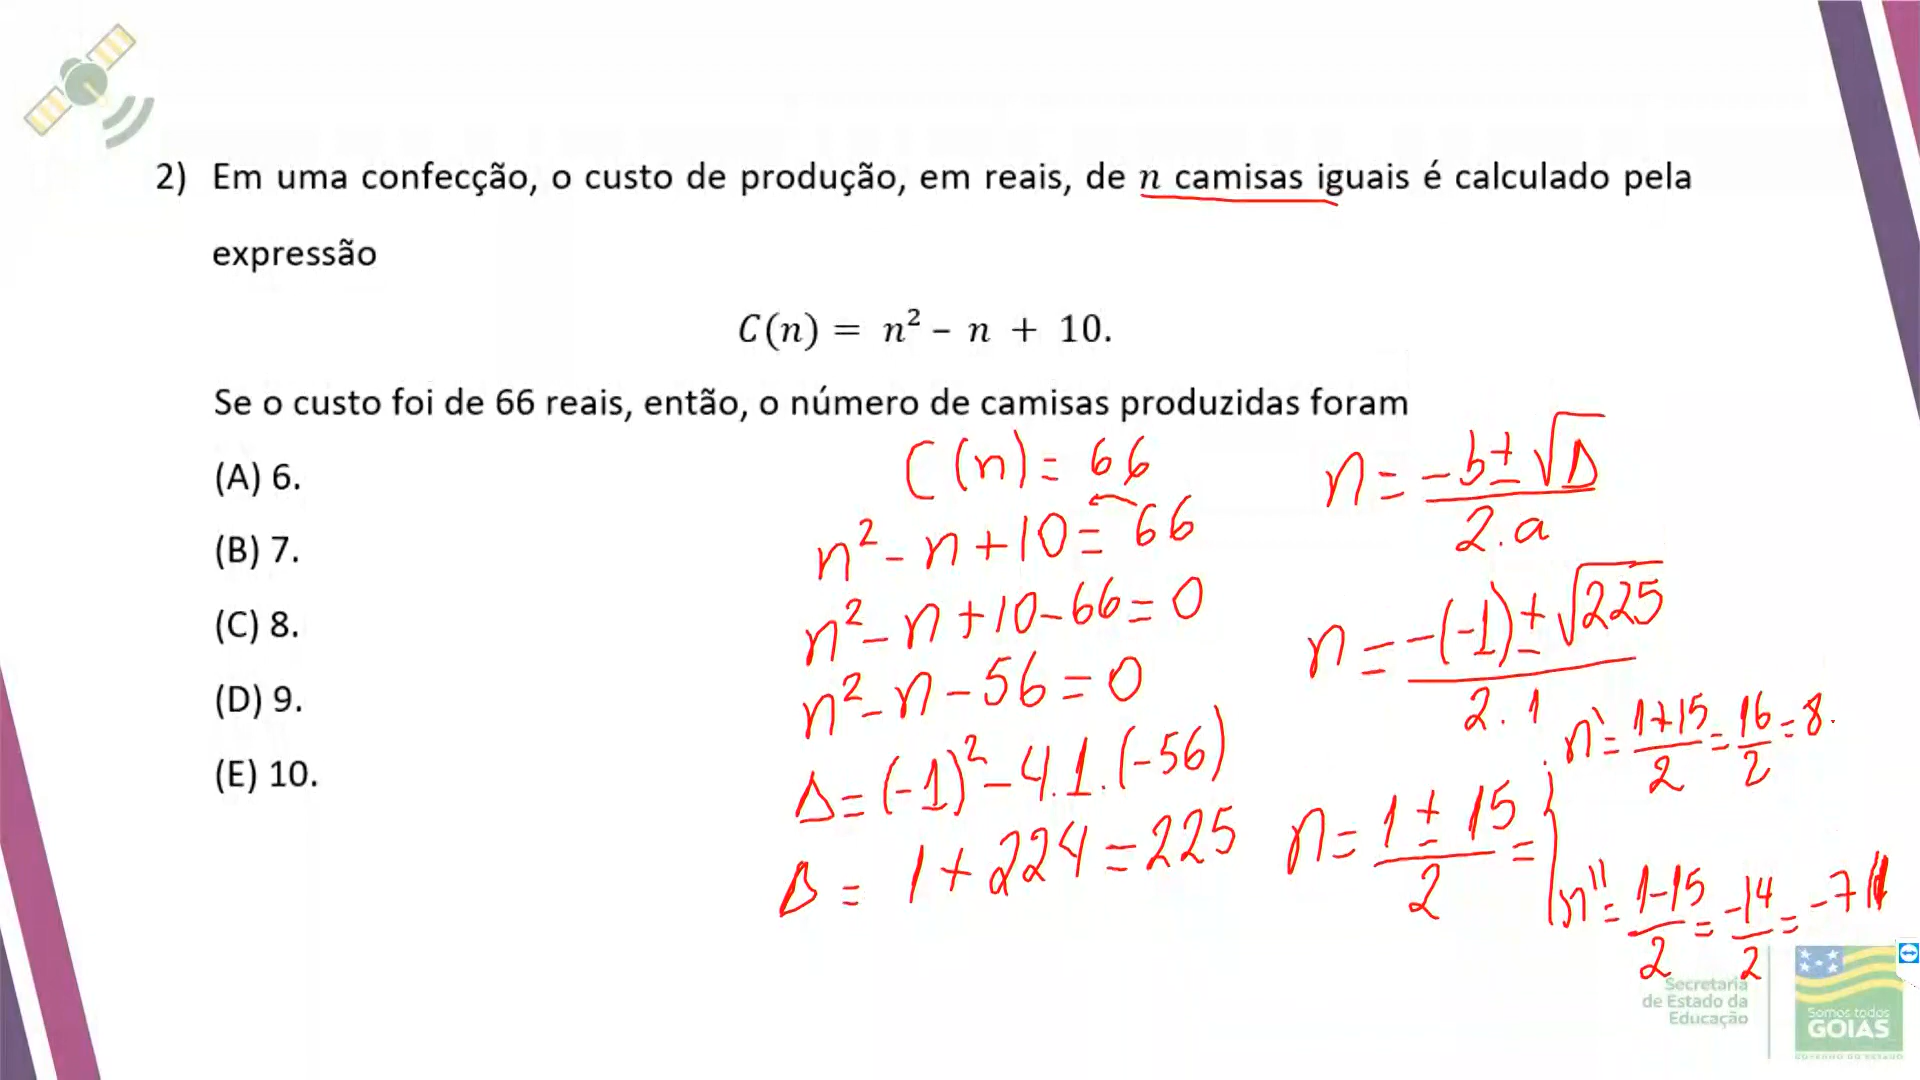 2) Em uma confecção, o custo de produção, em reais, de n camisas iguais é calculado pela
expressão
C(n) = n² – n + 10.
Se o custo foi de 66 reais, então, o número de camisas produzidas foram
(A) 6.
(B) 7.
(C) 8.
(D) 9.
(E) 10.
C(n) = 66
n² - n + 10 = 66
n² - n + 10 - 66 = 0
n² - n - 56 = 0
Δ = (-1)² - 4.1.(-56)
Δ = 1 + 224 = 225
n = -b ± √Δ / 2.a
n = -(-1) ± √225 / 2.1
n = 1 ± 15 / 2 =
n' = 1+15 / 2 = 16 / 2 = 8.
n'' = 1-15 / 2 = -14 / 2 = -7//
Secretaria
de Estado da
Educação
Somos todos
GOIÁS
GOVERNO DO ESTADO